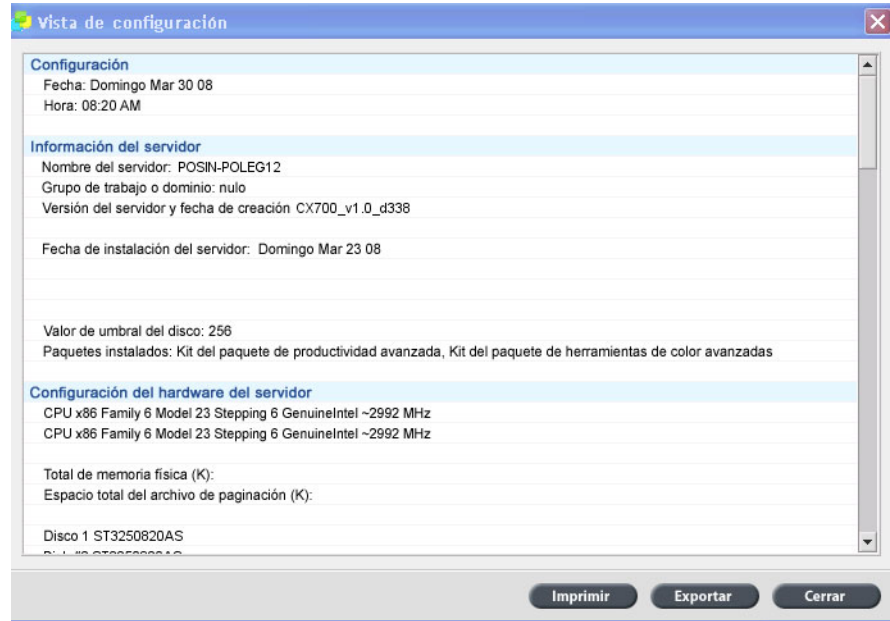 Vista de configuración
Configuración
Fecha: Domingo Mar 30 08
Hora: 08:20 AM
Información del servidor
Nombre del servidor: POSIN-POLEG12
Grupo de trabajo o dominio: nulo
Versión del servidor y fecha de creación CX700_v1.0_d338
Fecha de instalación del servidor: Domingo Mar 23 08
Valor de umbral del disco: 256
Paquetes instalados: Kit del paquete de productividad avanzada, Kit del paquete de herramientas de color avanzadas
Configuración del hardware del servidor
CPU x86 Family 6 Model 23 Stepping 6 GenuineIntel ~2992 MHz
CPU x86 Family 6 Model 23 Stepping 6 GenuineIntel ~2992 MHz
Total de memoria física (K):
Espacio total del archivo de paginación (K):
Disco 1 ST3250820AS
Imprimir Exportar Cerrar